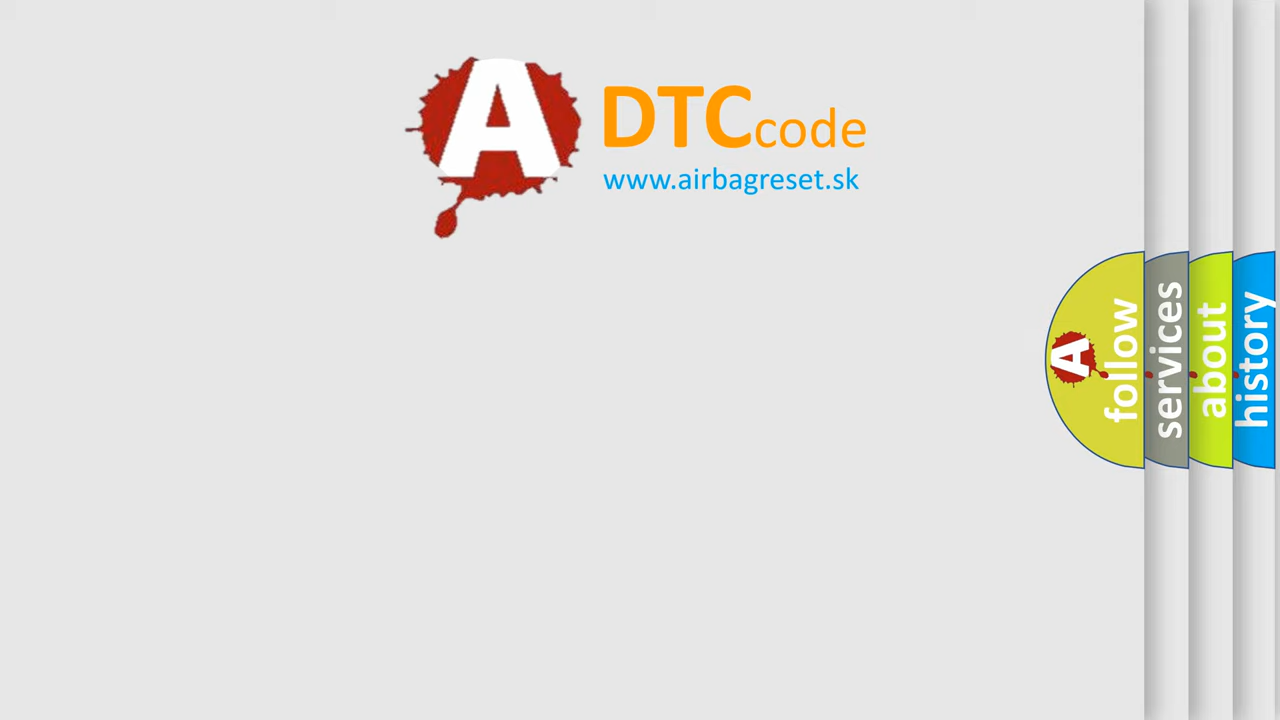 A
DTCcode
www.airbagreset.sk
A
follow
services
about
history